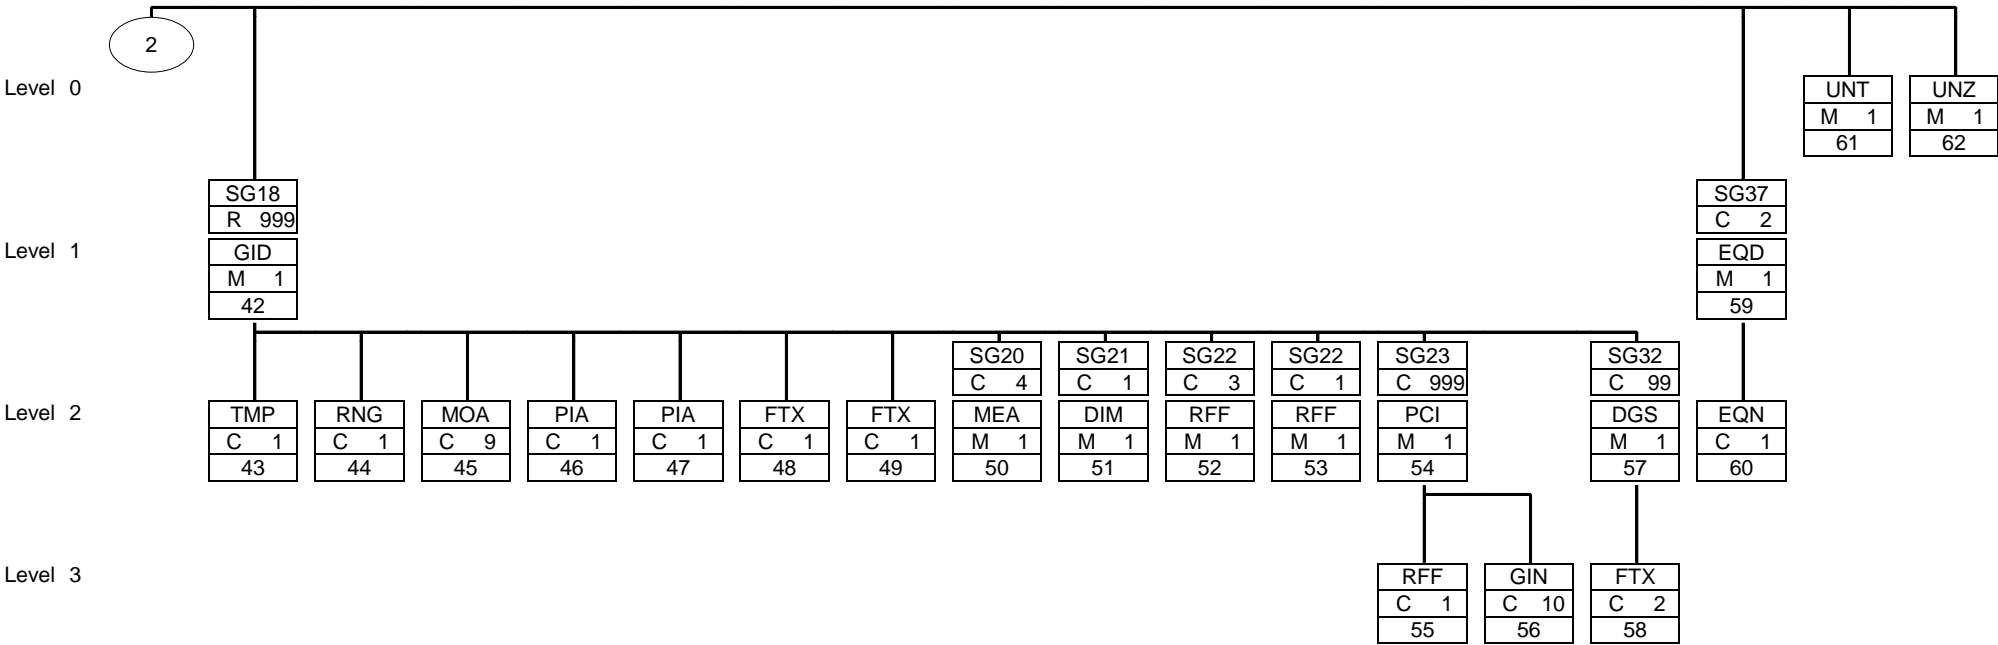 2
Level 0
UNT UNZ
M 1 M 1
61 62
SG18 SG37
R 999 C 2
Level 1
GID EQD
M 1 M 1
42 59
SG20 SG21 SG22 SG22 SG23 SG32
C 4 C 1 C 3 C 1 C 999 C 99
Level 2
TMP RNG MOA PIA PIA FTX FTX MEA DIM RFF RFF PCI DGS EQN
C 1 C 1 C 9 C 1 C 1 C 1 C 1 M 1 M 1 M 1 M 1 M 1 M 1 C 1
43 44 45 46 47 48 49 50 51 52 53 54 57 60
Level 3
RFF GIN FTX
C 1 C 10 C 2
55 56 58